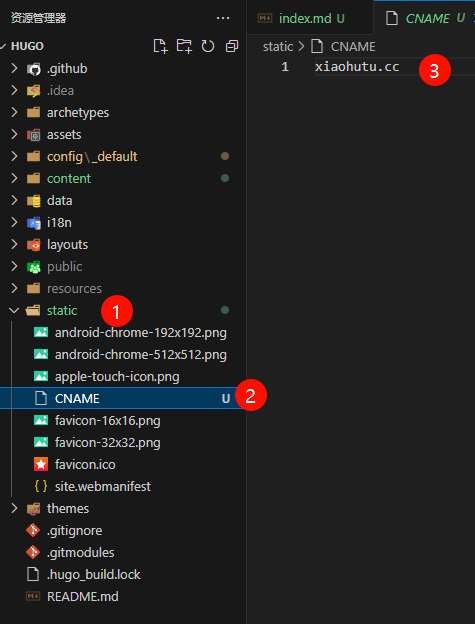 资源管理器 ···
HUGO
.github
.idea
archetypes
assets
config\_default
content
data
i18n
layouts
public
resources
static 1
android-chrome-192x192.png
android-chrome-512x512.png
apple-touch-icon.png
CNAME U 2
favicon-16x16.png
favicon-32x32.png
favicon.ico
{ } site.webmanifest
themes
.gitignore
.gitmodules
.hugo_build.lock
README.md
index.md U CNAME U
static > CNAME
1 xiaohutu.cc 3